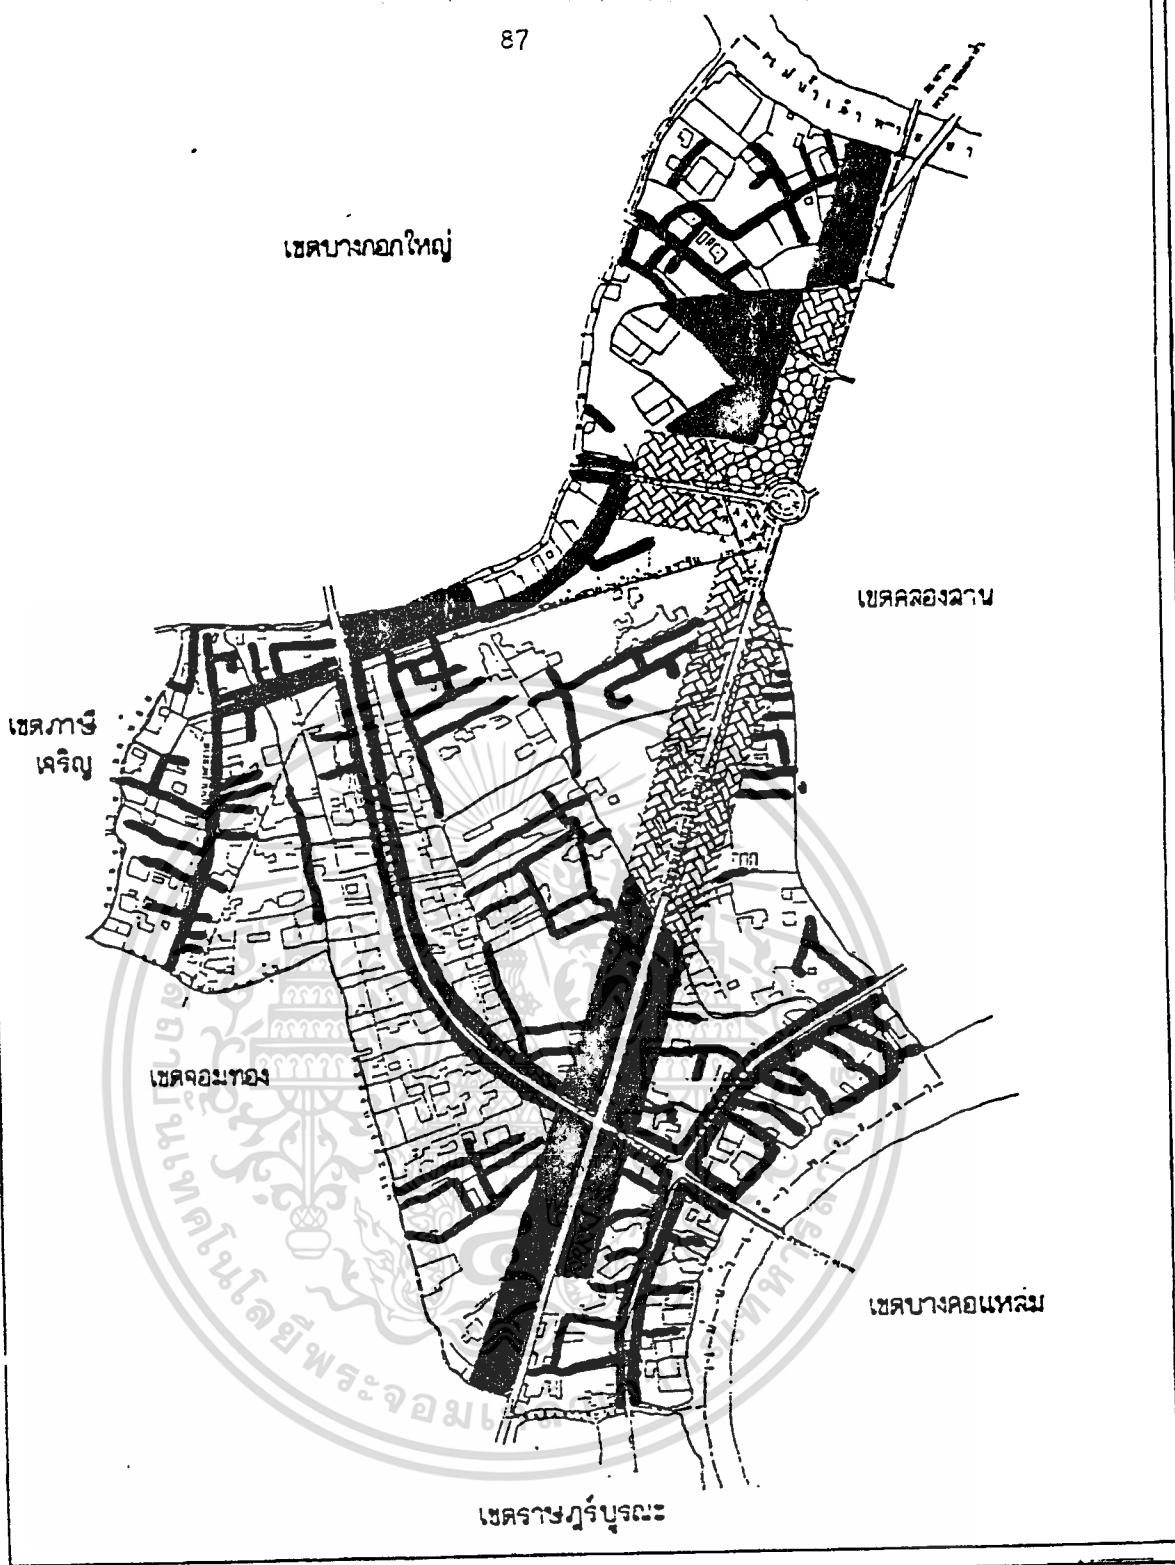 87
แม่น้ำเจ้าพระยา
เขตบางกอกใหญ่
เขตคลองสาน
เขตภาษี
เจริญ
เขตจอมทอง
เขตบางคอแหลม
เขตราษฎร์บูรณะ